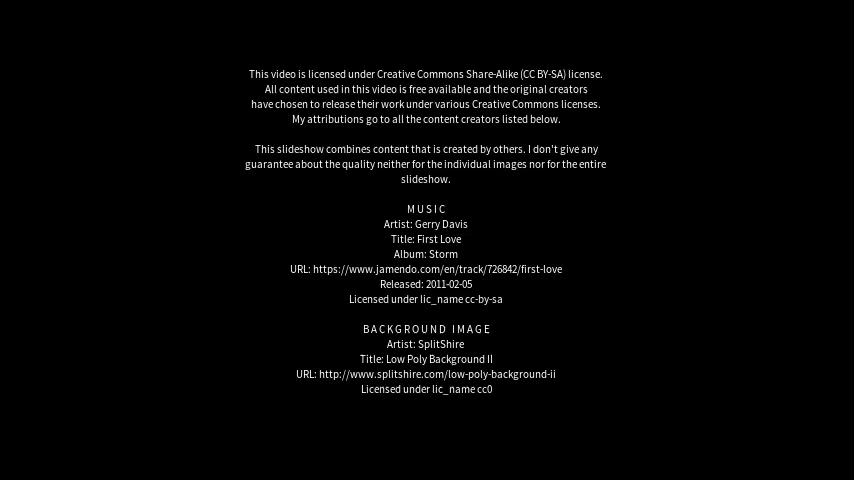 This video is licensed under Creative Commons Share-Alike (CC BY-SA) license.
All content used in this video is free available and the original creators
have chosen to release their work under various Creative Commons licenses.
My attributions go to all the content creators listed below.
This slideshow combines content that is created by others. I don't give any
guarantee about the quality neither for the individual images nor for the entire
slideshow.
MUSIC
Artist: Gerry Davis
Title: First Love
Album: Storm
URL: https://www.jamendo.com/en/track/726842/first-love
Released: 2011-02-05
Licensed under lic_name cc-by-sa
BACKGROUND IMAGE
Artist: SplitShire
Title: Low Poly Background II
URL: http://www.splitshire.com/low-poly-background-ii
Licensed under lic_name cc0